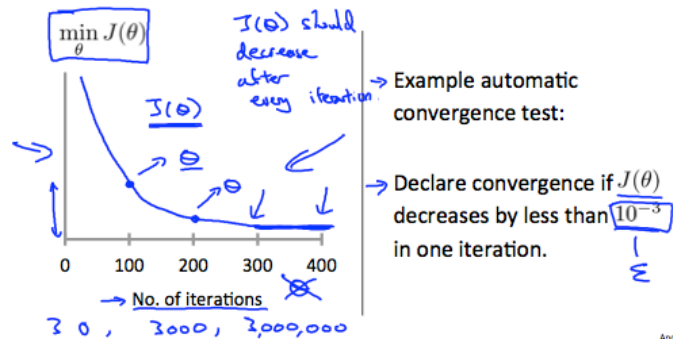 min J(θ)
θ
J(θ) should
decrease
after
every iteration.
J(θ)
θ
θ
0 100 200 300 400
No. of iterations
θ
30, 3000, 3,000,000
Example automatic
convergence test:
Declare convergence if J(θ)
decreases by less than 10⁻³
in one iteration.
ε